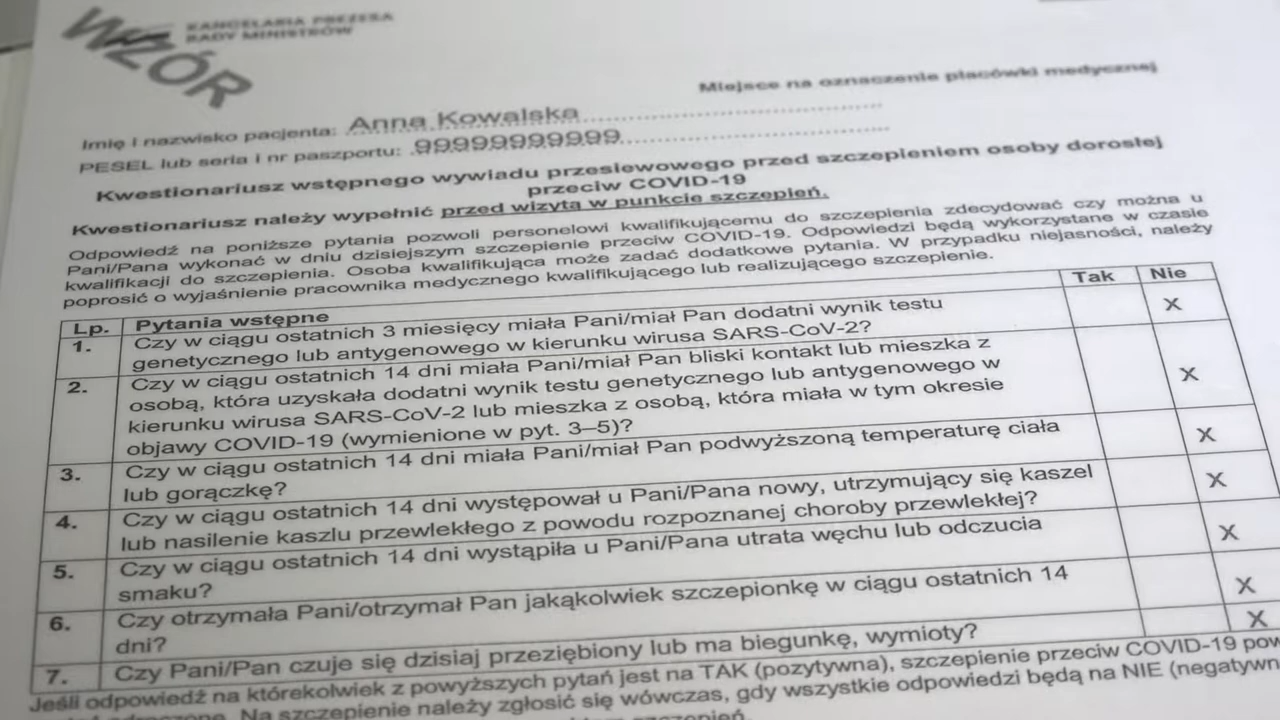 WZÓR
KANCELARIA PREZESA
RADY MINISTRÓW
Miejsce na oznaczenie placówki medycznej
Imię i nazwisko pacjenta: Anna Kowalska
PESEL lub seria i nr paszportu: 99999999999
Kwestionariusz wstępnego wywiadu przesiewowego przed szczepieniem osoby dorosłej
przeciw COVID-19
Kwestionariusz należy wypełnić przed wizytą w punkcie szczepień.
Odpowiedź na poniższe pytania pozwoli personelowi kwalifikującemu do szczepienia zdecydować czy można u
Pani/Pana wykonać w dniu dzisiejszym szczepienie przeciw COVID-19. Odpowiedzi będą wykorzystane w czasie
kwalifikacji do szczepienia. Osoba kwalifikująca może zadać dodatkowe pytania. W przypadku niejasności, należy
poprosić o wyjaśnienie pracownika medycznego kwalifikującego lub realizującego szczepienie.
Lp. Pytania wstępne Tak Nie
1. Czy w ciągu ostatnich 3 miesięcy miała Pani/miał Pan dodatni wynik testu X
genetycznego lub antygenowego w kierunku wirusa SARS-CoV-2?
2. Czy w ciągu ostatnich 14 dni miała Pani/miał Pan bliski kontakt lub mieszka z X
osobą, która uzyskała dodatni wynik testu genetycznego lub antygenowego w
kierunku wirusa SARS-CoV-2 lub mieszka z osobą, która miała w tym okresie
objawy COVID-19 (wymienione w pyt. 3–5)?
3. Czy w ciągu ostatnich 14 dni miała Pani/miał Pan podwyższoną temperaturę ciała X
lub gorączkę?
4. Czy w ciągu ostatnich 14 dni występował u Pani/Pana nowy, utrzymujący się kaszel X
lub nasilenie kaszlu przewlekłego z powodu rozpoznanej choroby przewlekłej?
5. Czy w ciągu ostatnich 14 dni wystąpiła u Pani/Pana utrata węchu lub odczucia X
smaku?
6. Czy otrzymała Pani/otrzymał Pan jakąkolwiek szczepionkę w ciągu ostatnich 14 X
dni?
7. Czy Pani/Pan czuje się dzisiaj przeziębiony lub ma biegunkę, wymioty? X
Jeśli odpowiedź na którekolwiek z powyższych pytań jest na TAK (pozytywna), szczepienie przeciw COVID-19 pow
Na szczepienie należy zgłosić się wówczas, gdy wszystkie odpowiedzi będą na NIE (negatywn
szczepień.